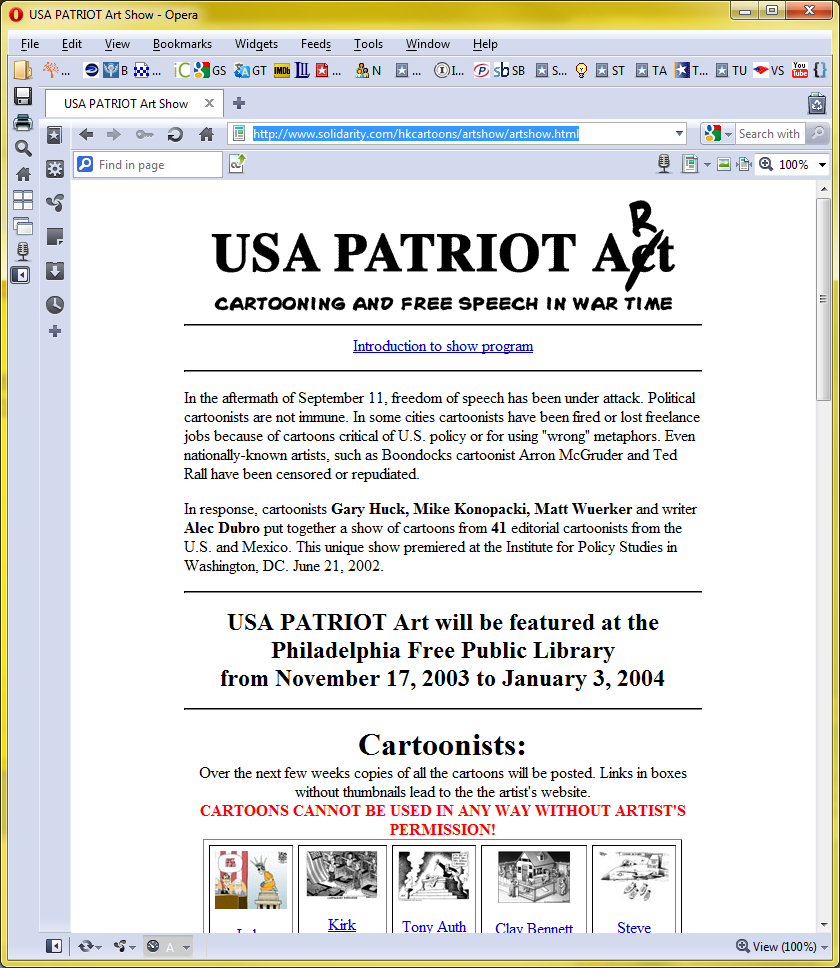 USA PATRIOT Art Show - Opera
File Edit View Bookmarks Widgets Feeds Tools Window Help
... B ... GS GT IMDb ... N ... I... SB S... ST TA T... TU VS You Tube
USA PATRIOT Art Show
http://www.solidarity.com/hkcartoons/artshow/artshow.html Search with
Find in page 100%
USA PATRIOT Act R
CARTOONING AND FREE SPEECH IN WAR TIME
Introduction to show program
In the aftermath of September 11, freedom of speech has been under attack. Political
cartoonists are not immune. In some cities cartoonists have been fired or lost freelance
jobs because of cartoons critical of U.S. policy or for using "wrong" metaphors. Even
nationally-known artists, such as Boondocks cartoonist Arron McGruder and Ted
Rall have been censored or repudiated.
In response, cartoonists Gary Huck, Mike Konopacki, Matt Wuerker and writer
Alec Dubro put together a show of cartoons from 41 editorial cartoonists from the
U.S. and Mexico. This unique show premiered at the Institute for Policy Studies in
Washington, DC. June 21, 2002.
USA PATRIOT Art will be featured at the
Philadelphia Free Public Library
from November 17, 2003 to January 3, 2004
Cartoonists:
Over the next few weeks copies of all the cartoons will be posted. Links in boxes
without thumbnails lead to the the artist's website.
CARTOONS CANNOT BE USED IN ANY WAY WITHOUT ARTIST'S
PERMISSION!
Kirk Tony Auth Clay Bennett Steve
A View (100%)